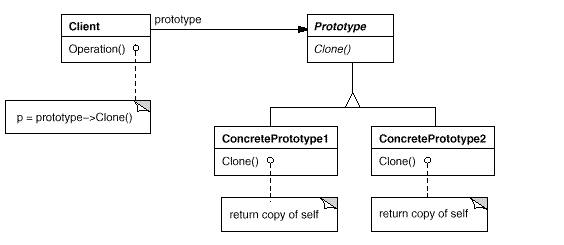 Client
prototype
Prototype
Operation()
Clone()
p = prototype−>Clone()
ConcretePrototype1
ConcretePrototype2
Clone()
Clone()
return copy of self
return copy of self